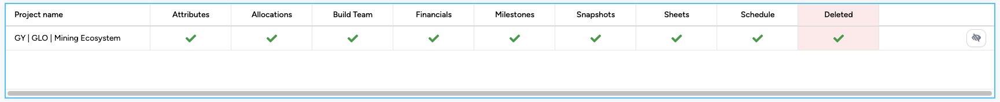 Project name Attributes Allocations Build Team Financials Milestones Snapshots Sheets Schedule Deleted
GY | GLO | Mining Ecosystem